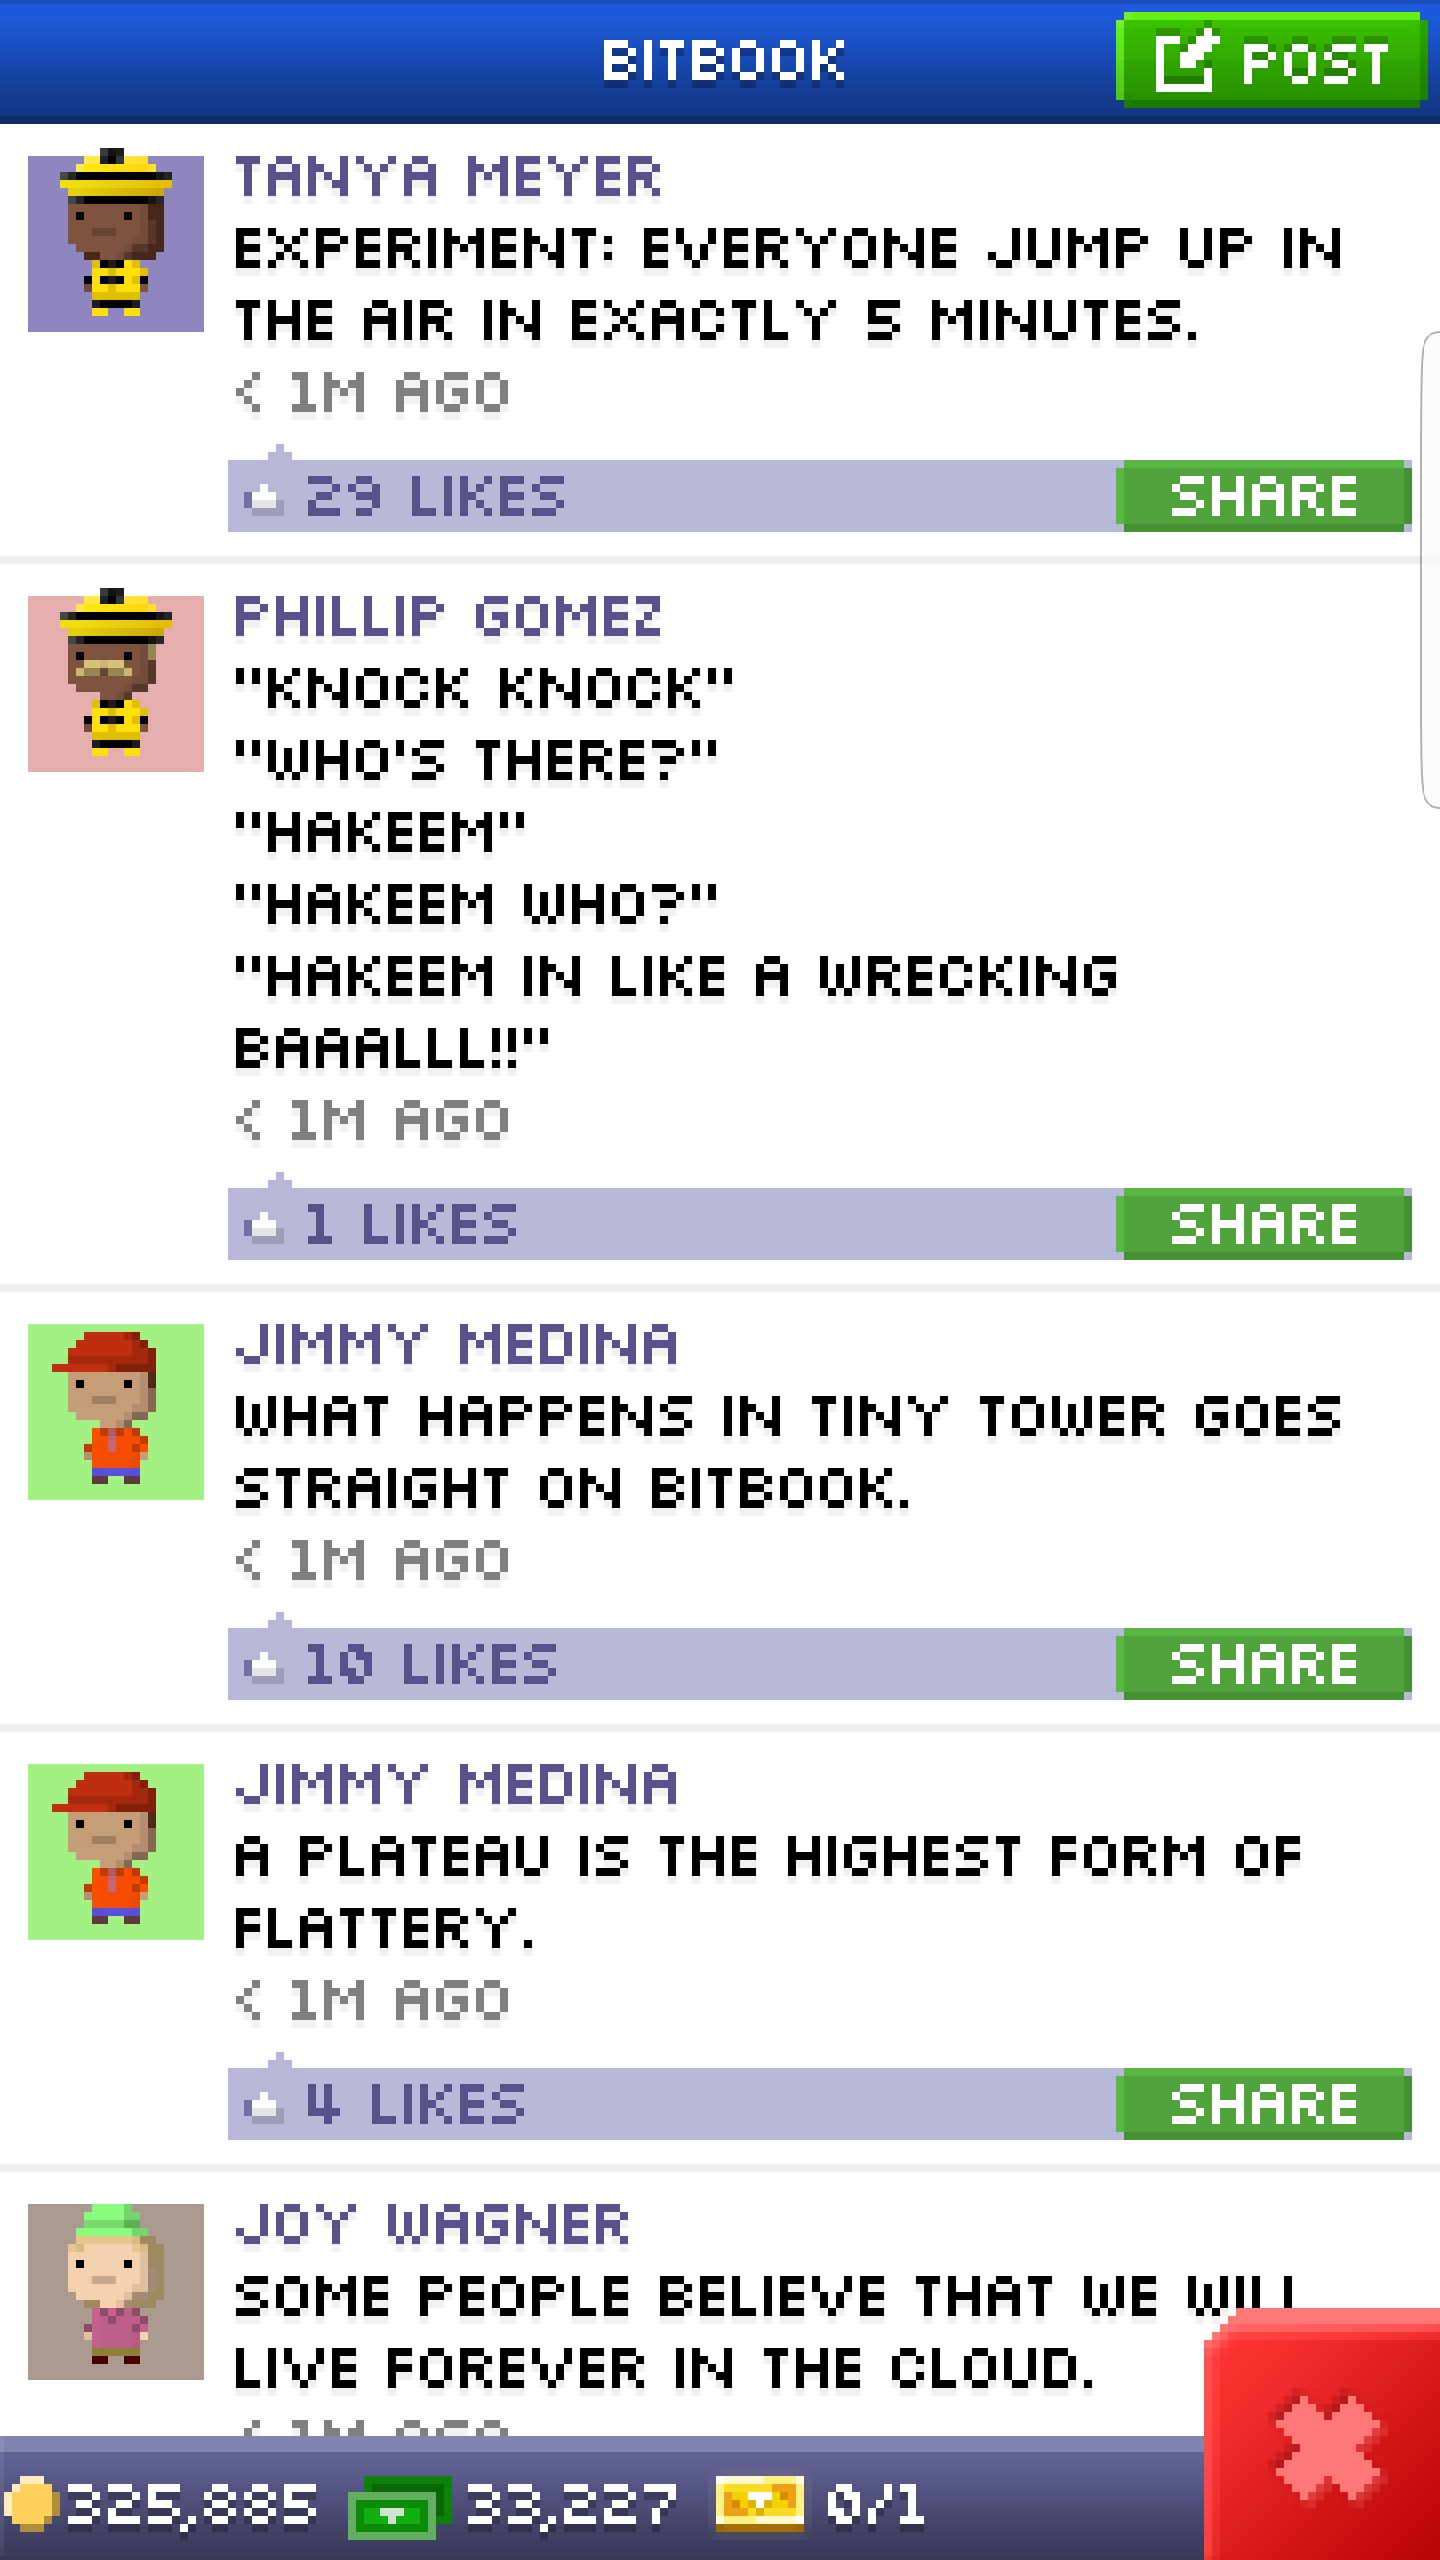 BITBOOK
POST
TANYA MEYER
EXPERIMENT: EVERYONE JUMP UP IN
THE AIR IN EXACTLY 5 MINUTES.
< 1M AGO
29 LIKES
SHARE
PHILLIP GOMEZ
"KNOCK KNOCK"
"WHO'S THERE?"
"HAKEEM"
"HAKEEM WHO?"
"HAKEEM IN LIKE A WRECKING
BAAALLL!!"
< 1M AGO
1 LIKES
SHARE
JIMMY MEDINA
WHAT HAPPENS IN TINY TOWER GOES
STRAIGHT ON BITBOOK.
< 1M AGO
10 LIKES
SHARE
JIMMY MEDINA
A PLATEAU IS THE HIGHEST FORM OF
FLATTERY.
< 1M AGO
4 LIKES
SHARE
JOY WAGNER
SOME PEOPLE BELIEVE THAT WE WILL
LIVE FOREVER IN THE CLOUD.
< 1M AGO
325,885
33,227
0/1